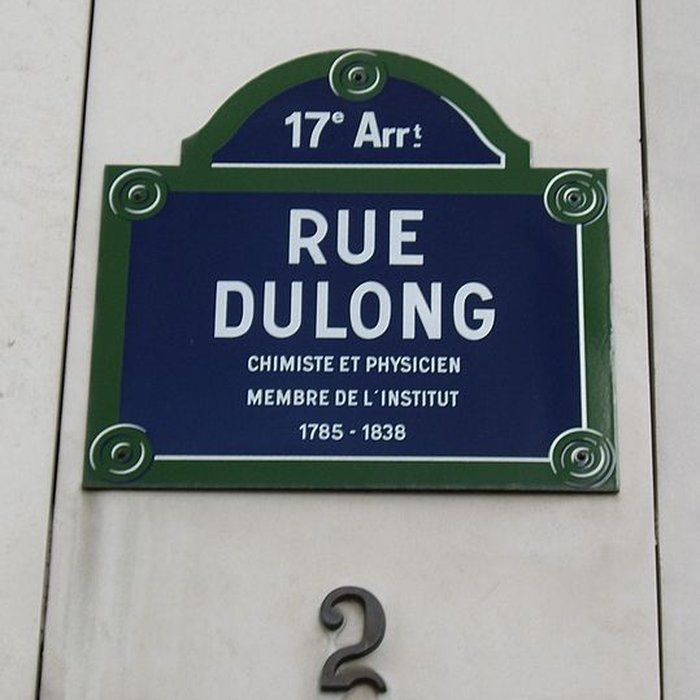 17e Arrt
RUE
DULONG
CHIMISTE ET PHYSICIEN
MEMBRE DE L'INSTITUT
1785 - 1838
2